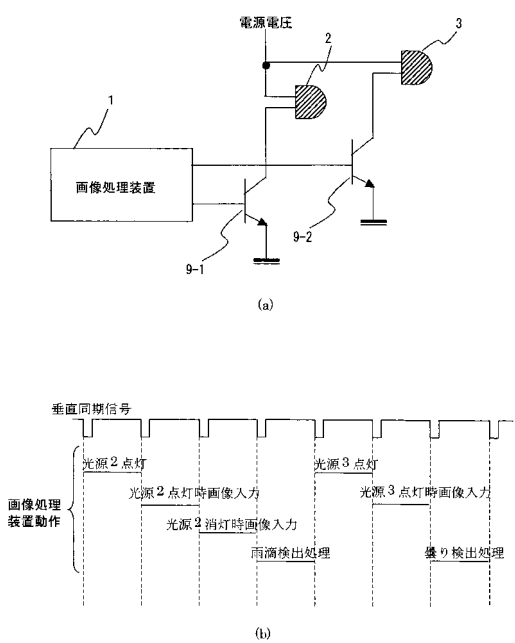 電源電圧
2
3
1
画像処理装置
9-1
9-2
(a)
垂直同期信号
光源2点灯
光源3点灯
光源2点灯時画像入力
光源3点灯時画像入力
画像処理
装置動作
光源2消灯時画像入力
雨滴検出処理
曇り検出処理
(b)